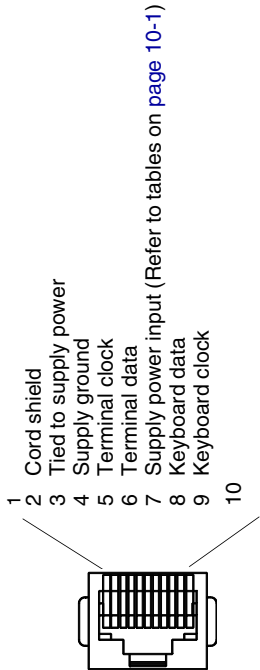 1
2 Cord shield
3 Tied to supply power
4 Supply ground
5 Terminal clock
6 Terminal data
7 Supply power input (Refer to tables on page 10-1)
8 Keyboard data
9 Keyboard clock
10